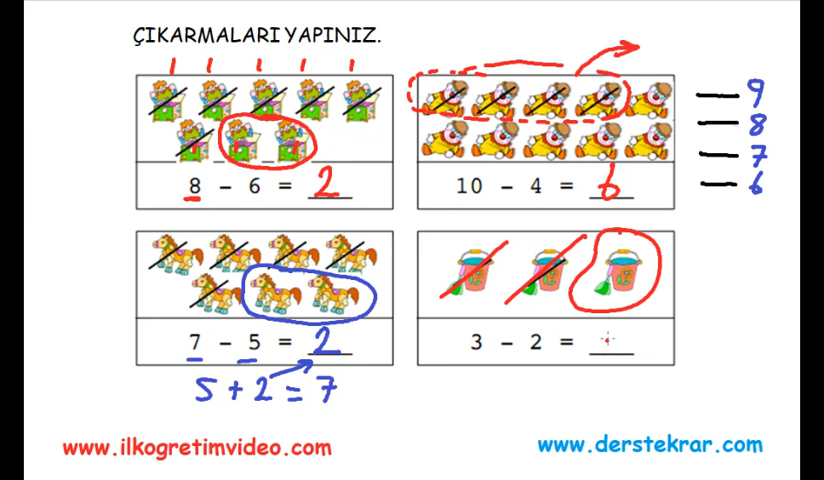 ÇIKARMALARI YAPINIZ.
8 - 6 = 2
10 - 4 = 6
9
8
7
6
7 - 5 = 2
5 + 2 = 7
3 - 2 = ___
www.ilkogretimvideo.com
www.derstekrar.com